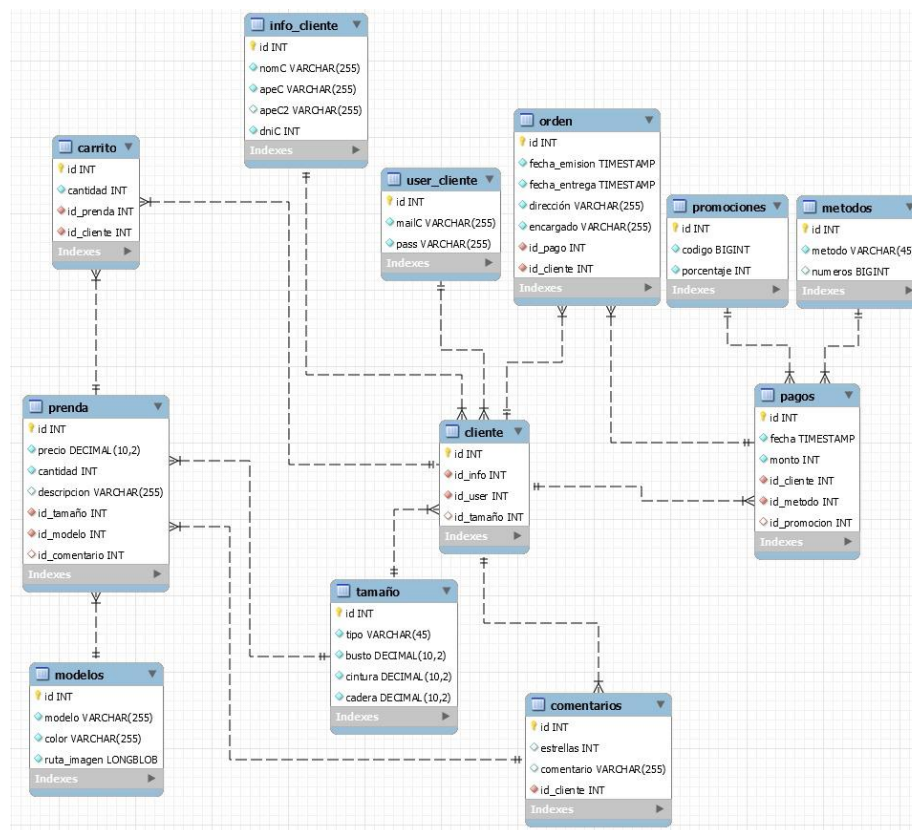 info_cliente
id INT
nomC VARCHAR(255)
apeC VARCHAR(255)
apeC2 VARCHAR(255)
dniC INT
Indexes
carrito
id INT
cantidad INT
id_prenda INT
id_cliente INT
Indexes
user_cliente
id INT
mailC VARCHAR(255)
pass VARCHAR(255)
Indexes
orden
id INT
fecha_emision TIMESTAMP
fecha_entrega TIMESTAMP
dirección VARCHAR(255)
encargado VARCHAR(255)
id_pago INT
id_cliente INT
Indexes
promociones
id INT
codigo BIGINT
porcentaje INT
Indexes
metodos
id INT
metodo VARCHAR(45
numeros BIGINT
Indexes
prenda
id INT
precio DECIMAL(10,2)
cantidad INT
descripcion VARCHAR(255)
id_tamaño INT
id_modelo INT
id_comentario INT
Indexes
cliente
id INT
id_info INT
id_user INT
id_tamaño INT
Indexes
pagos
id INT
fecha TIMESTAMP
monto INT
id_cliente INT
id_metodo INT
id_promocion INT
Indexes
tamaño
id INT
tipo VARCHAR(45)
busto DECIMAL(10,2)
cintura DECIMAL(10,2)
cadera DECIMAL(10,2)
Indexes
modelos
id INT
modelo VARCHAR(255)
color VARCHAR(255)
ruta_imagen LONGBLOB
Indexes
comentarios
id INT
estrellas INT
comentario VARCHAR(255)
id_cliente INT
Indexes